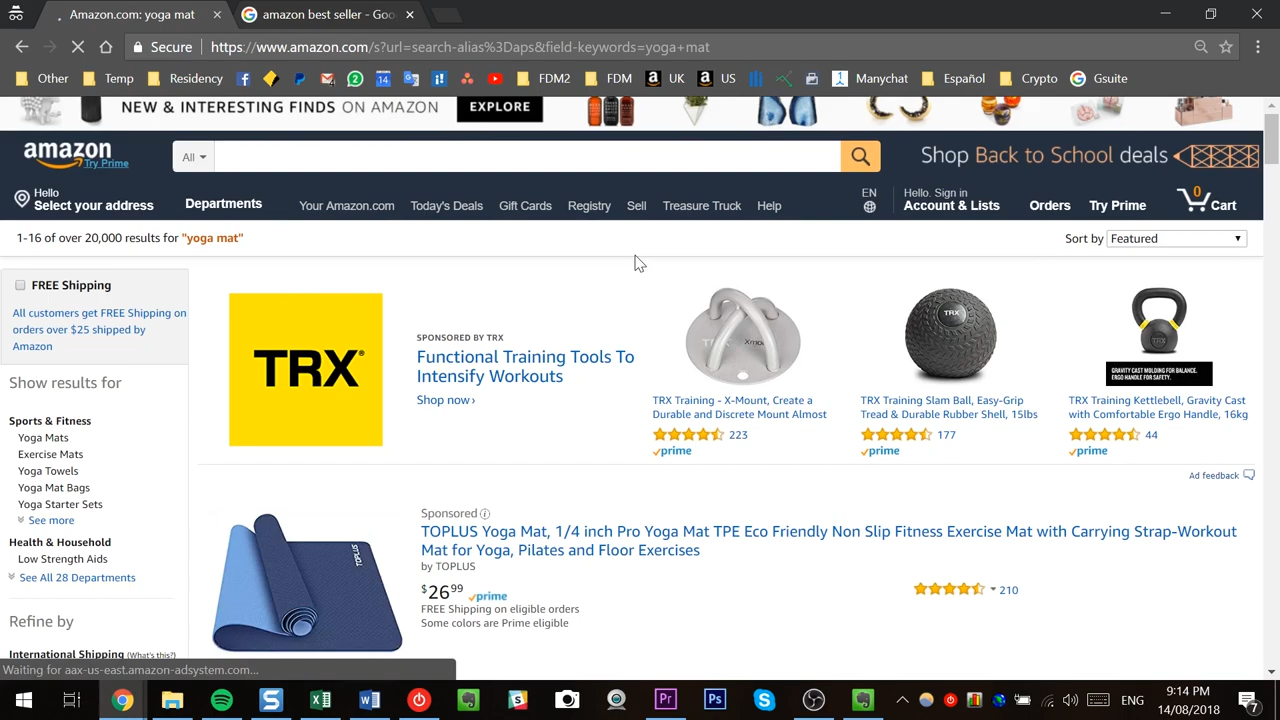 Amazon.com: yoga mat
amazon best seller - Goo
Secure
https://www.amazon.com/s?url=search-alias%3Daps&field-keywords=yoga+mat
Other
Temp
Residency
FDM2
FDM
UK
US
Manychat
Español
Crypto
Gsuite
NEW & INTERESTING FINDS ON AMAZON
EXPLORE
amazon
Try Prime
All
Shop Back to School deals
Hello
Select your address
Departments
Your Amazon.com
Today's Deals
Gift Cards
Registry
Sell
Treasure Truck
Help
EN
Hello. Sign in
Account & Lists
Orders
Try Prime
0
Cart
1-16 of over 20,000 results for "yoga mat"
Sort by
Featured
FREE Shipping
All customers get FREE Shipping on
orders over $25 shipped by
Amazon
Show results for
Sports & Fitness
Yoga Mats
Exercise Mats
Yoga Towels
Yoga Mat Bags
Yoga Starter Sets
See more
Health & Household
Low Strength Aids
See All 28 Departments
Refine by
International Shipping (What's this?)
TRX®
SPONSORED BY TRX
Functional Training Tools To
Intensify Workouts
Shop now›
TRX Training - X-Mount, Create a
Durable and Discrete Mount Almost
223
prime
TRX
TRX Training Slam Ball, Easy-Grip
Tread & Durable Rubber Shell, 15lbs
177
prime
TRX
GRAVITY CAST MOLDING FOR BALANCE.
ERGO HANDLE FOR SAFETY.
TRX Training Kettlebell, Gravity Cast
with Comfortable Ergo Handle, 16kg
44
prime
Ad feedback
Sponsored
TOPLUS Yoga Mat, 1/4 inch Pro Yoga Mat TPE Eco Friendly Non Slip Fitness Exercise Mat with Carrying Strap-Workout
Mat for Yoga, Pilates and Floor Exercises
by TOPLUS
$26 99
prime
FREE Shipping on eligible orders
Some colors are Prime eligible
210
TOPLUS
Waiting for aax-us-east.amazon-adsystem.com...
ENG
9:14 PM
14/08/2018
7